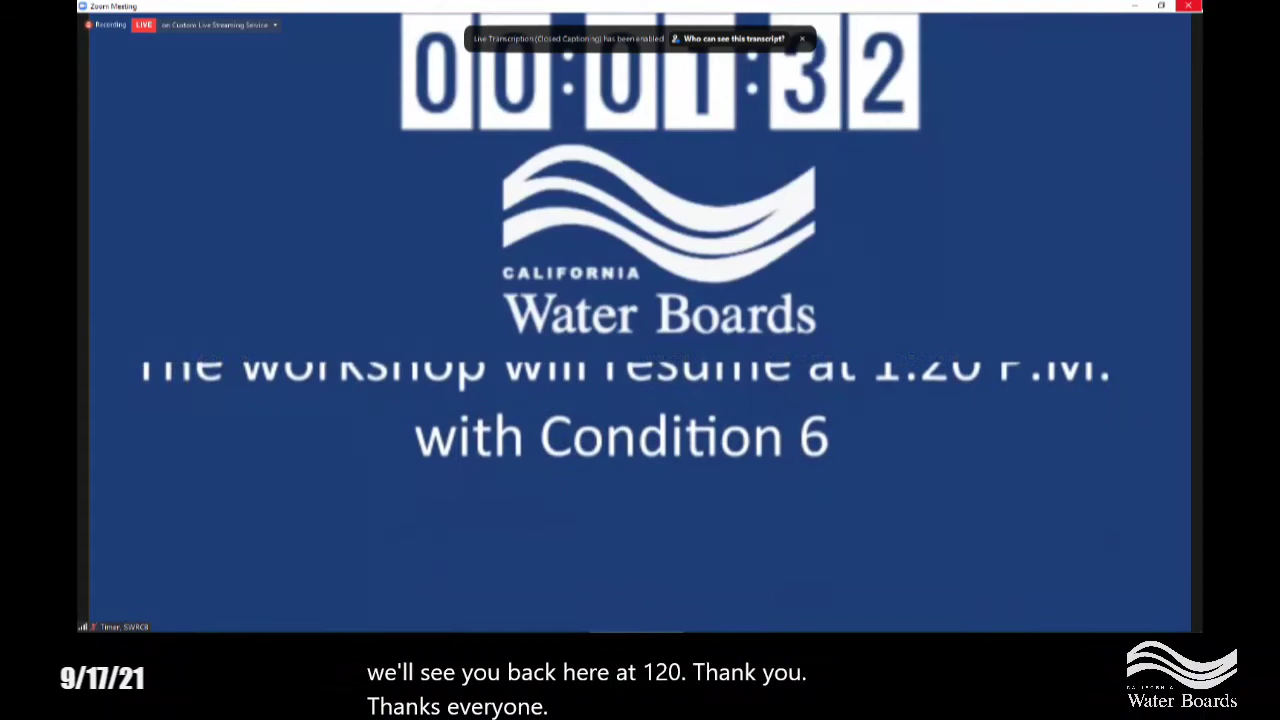 Zoom Meeting
Recording LIVE on Custom Live Streaming Service
Live Transcription (Closed Captioning) has been enabled Who can see this transcript?
00:01:32
CALIFORNIA
Water Boards
The workshop will resume at 1:20 P.M.
with Condition 6
Timer, SWRCB
we'll see you back here at 120. Thank you.
Thanks everyone.
9/17/21
CALIFORNIA
Water Boards